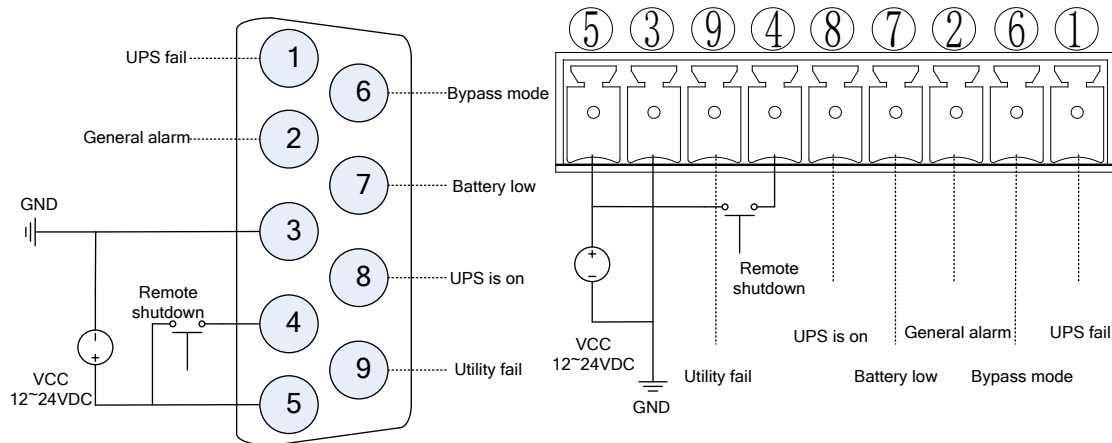 UPS fail
1
6
Bypass mode
General alarm
2
7
Battery low
GND
3
8
UPS is on
Remote
shutdown
4
9
Utility fail
VCC
12~24VDC
5
⑤ ③ ⑨ ④ ⑧ ⑦ ② ⑥ ①
Remote
shutdown
VCC
12~24VDC
GND
Utility fail
UPS is on
Battery low
General alarm
Bypass mode
UPS fail